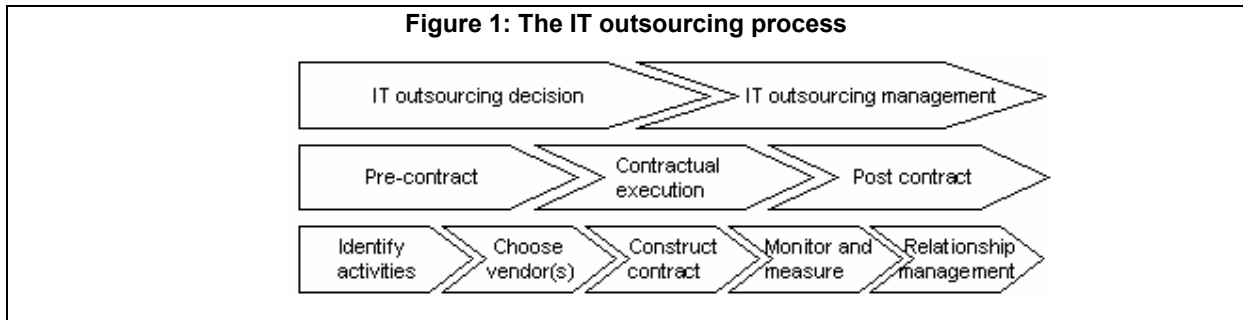 Figure 1: The IT outsourcing process
IT outsourcing decision
IT outsourcing management
Pre-contract
Contractual
execution
Post contract
Identify
activities
Choose
vendor(s)
Construct
contract
Monitor and
measure
Relationship
management